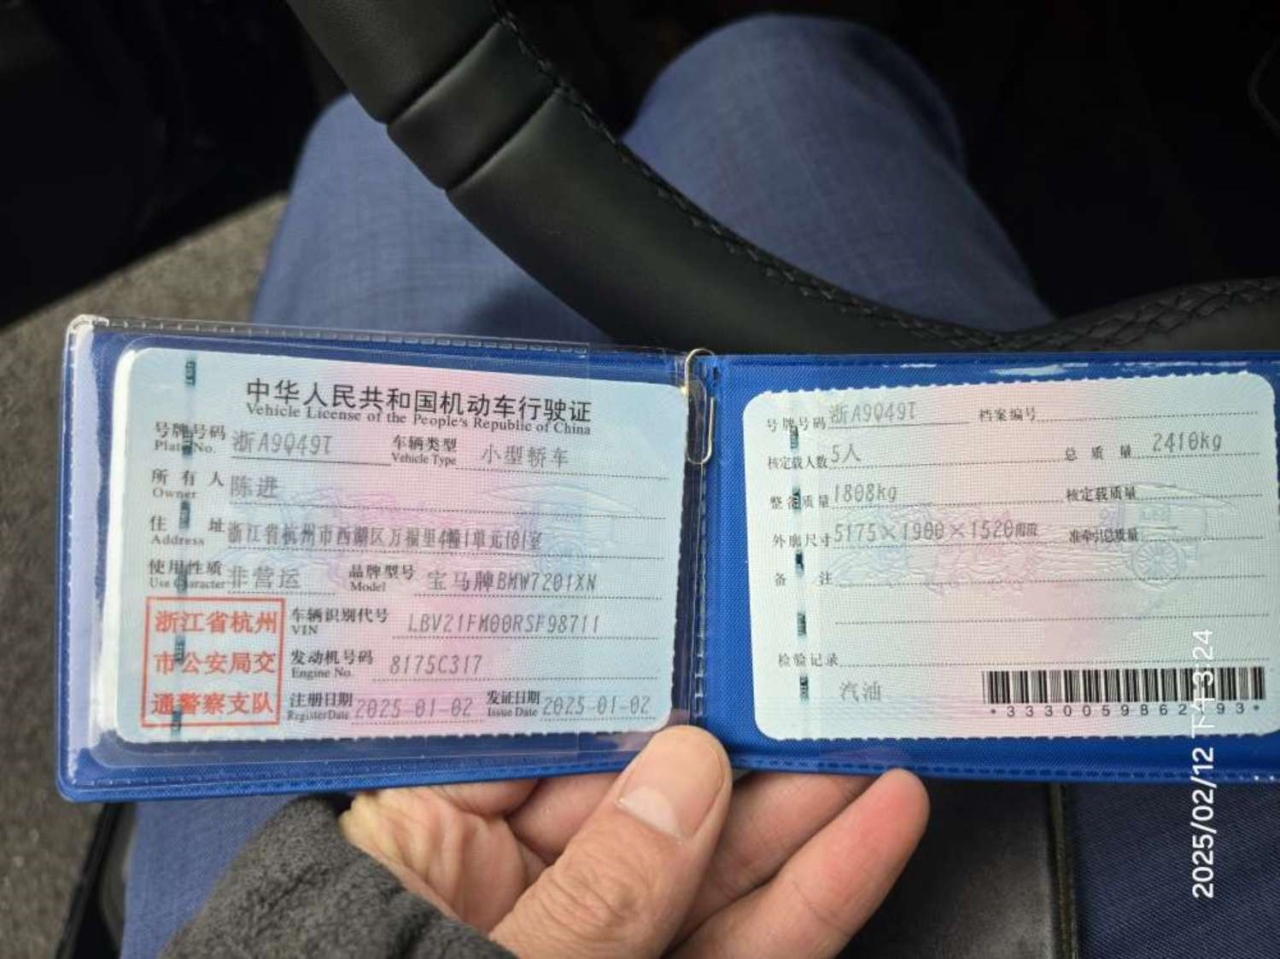 中华人民共和国机动车行驶证
Vehicle License of the People's Republic of China
号牌号码 浙A9Q49T 车辆类型 小型轿车
Plate No. Vehicle Type
所有人 陈进
Owner
住址 浙江省杭州市西湖区万福里4幢1单元101室
Address
使用性质 非营运 品牌型号 宝马牌BMW7201XN
Use Character Model
浙江省杭州
市公安局交
通警察支队
车辆识别代号 LBV21FM00RSF98711
VIN
发动机号码 8175C317
Engine No.
注册日期 2025-01-02 发证日期 2025-01-02
Register Date Issue Date
号牌号码 浙A9Q49T 档案编号
核定载人数 5人 总质量 2410kg
整备质量 1808kg 核定载质量
外廓尺寸 5175×1900×1520mm 准牵引总质量
备注
检验记录
汽油
2025/02/12